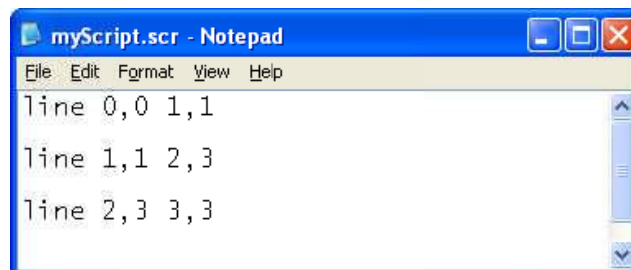 myScript.scr - Notepad
File Edit Format View Help
line 0,0 1,1
line 1,1 2,3
line 2,3 3,3